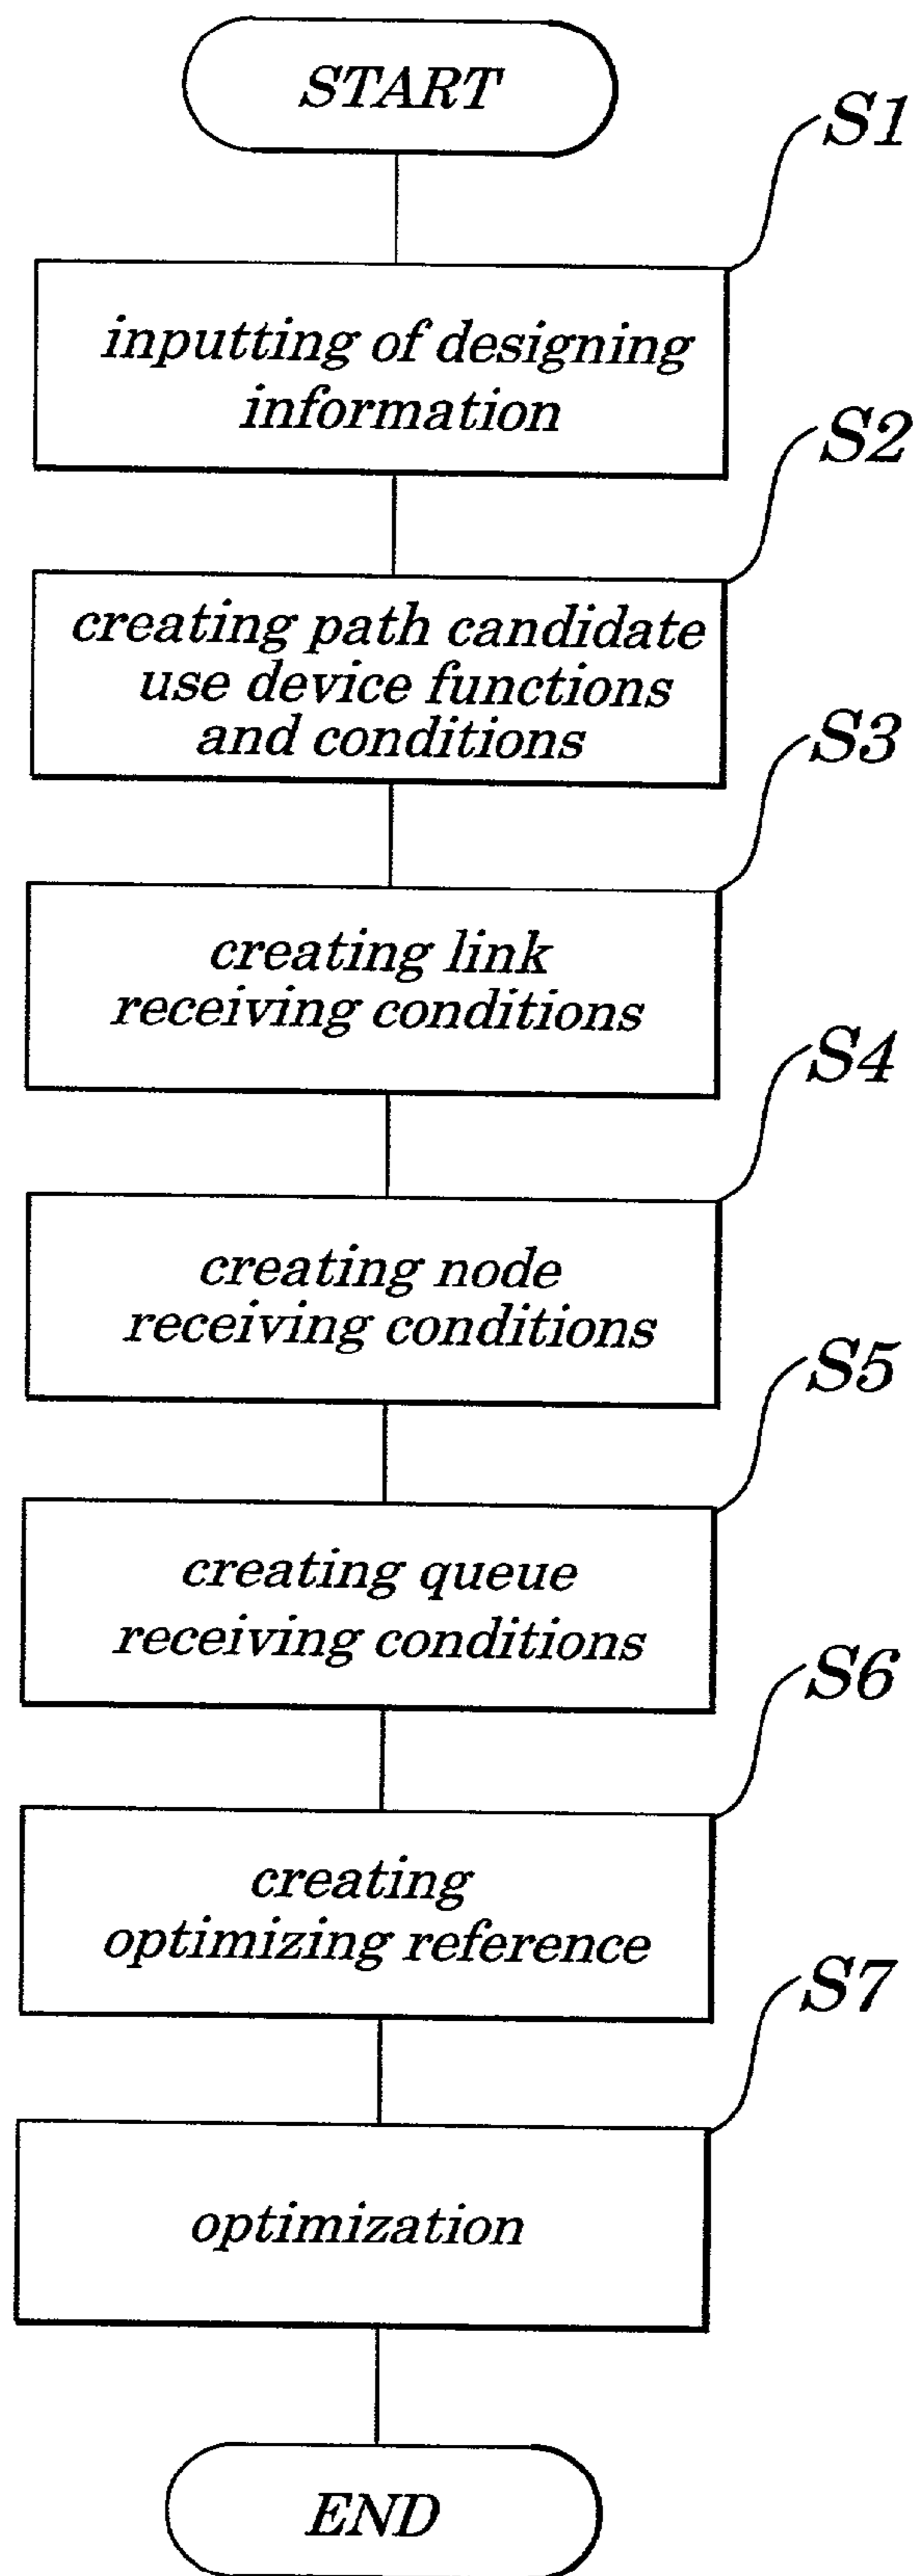 START
S1
inputting of designing
information
S2
creating path candidate
use device functions
and conditions
S3
creating link
receiving conditions
S4
creating node
receiving conditions
S5
creating queue
receiving conditions
S6
creating
optimizing reference
S7
optimization
END